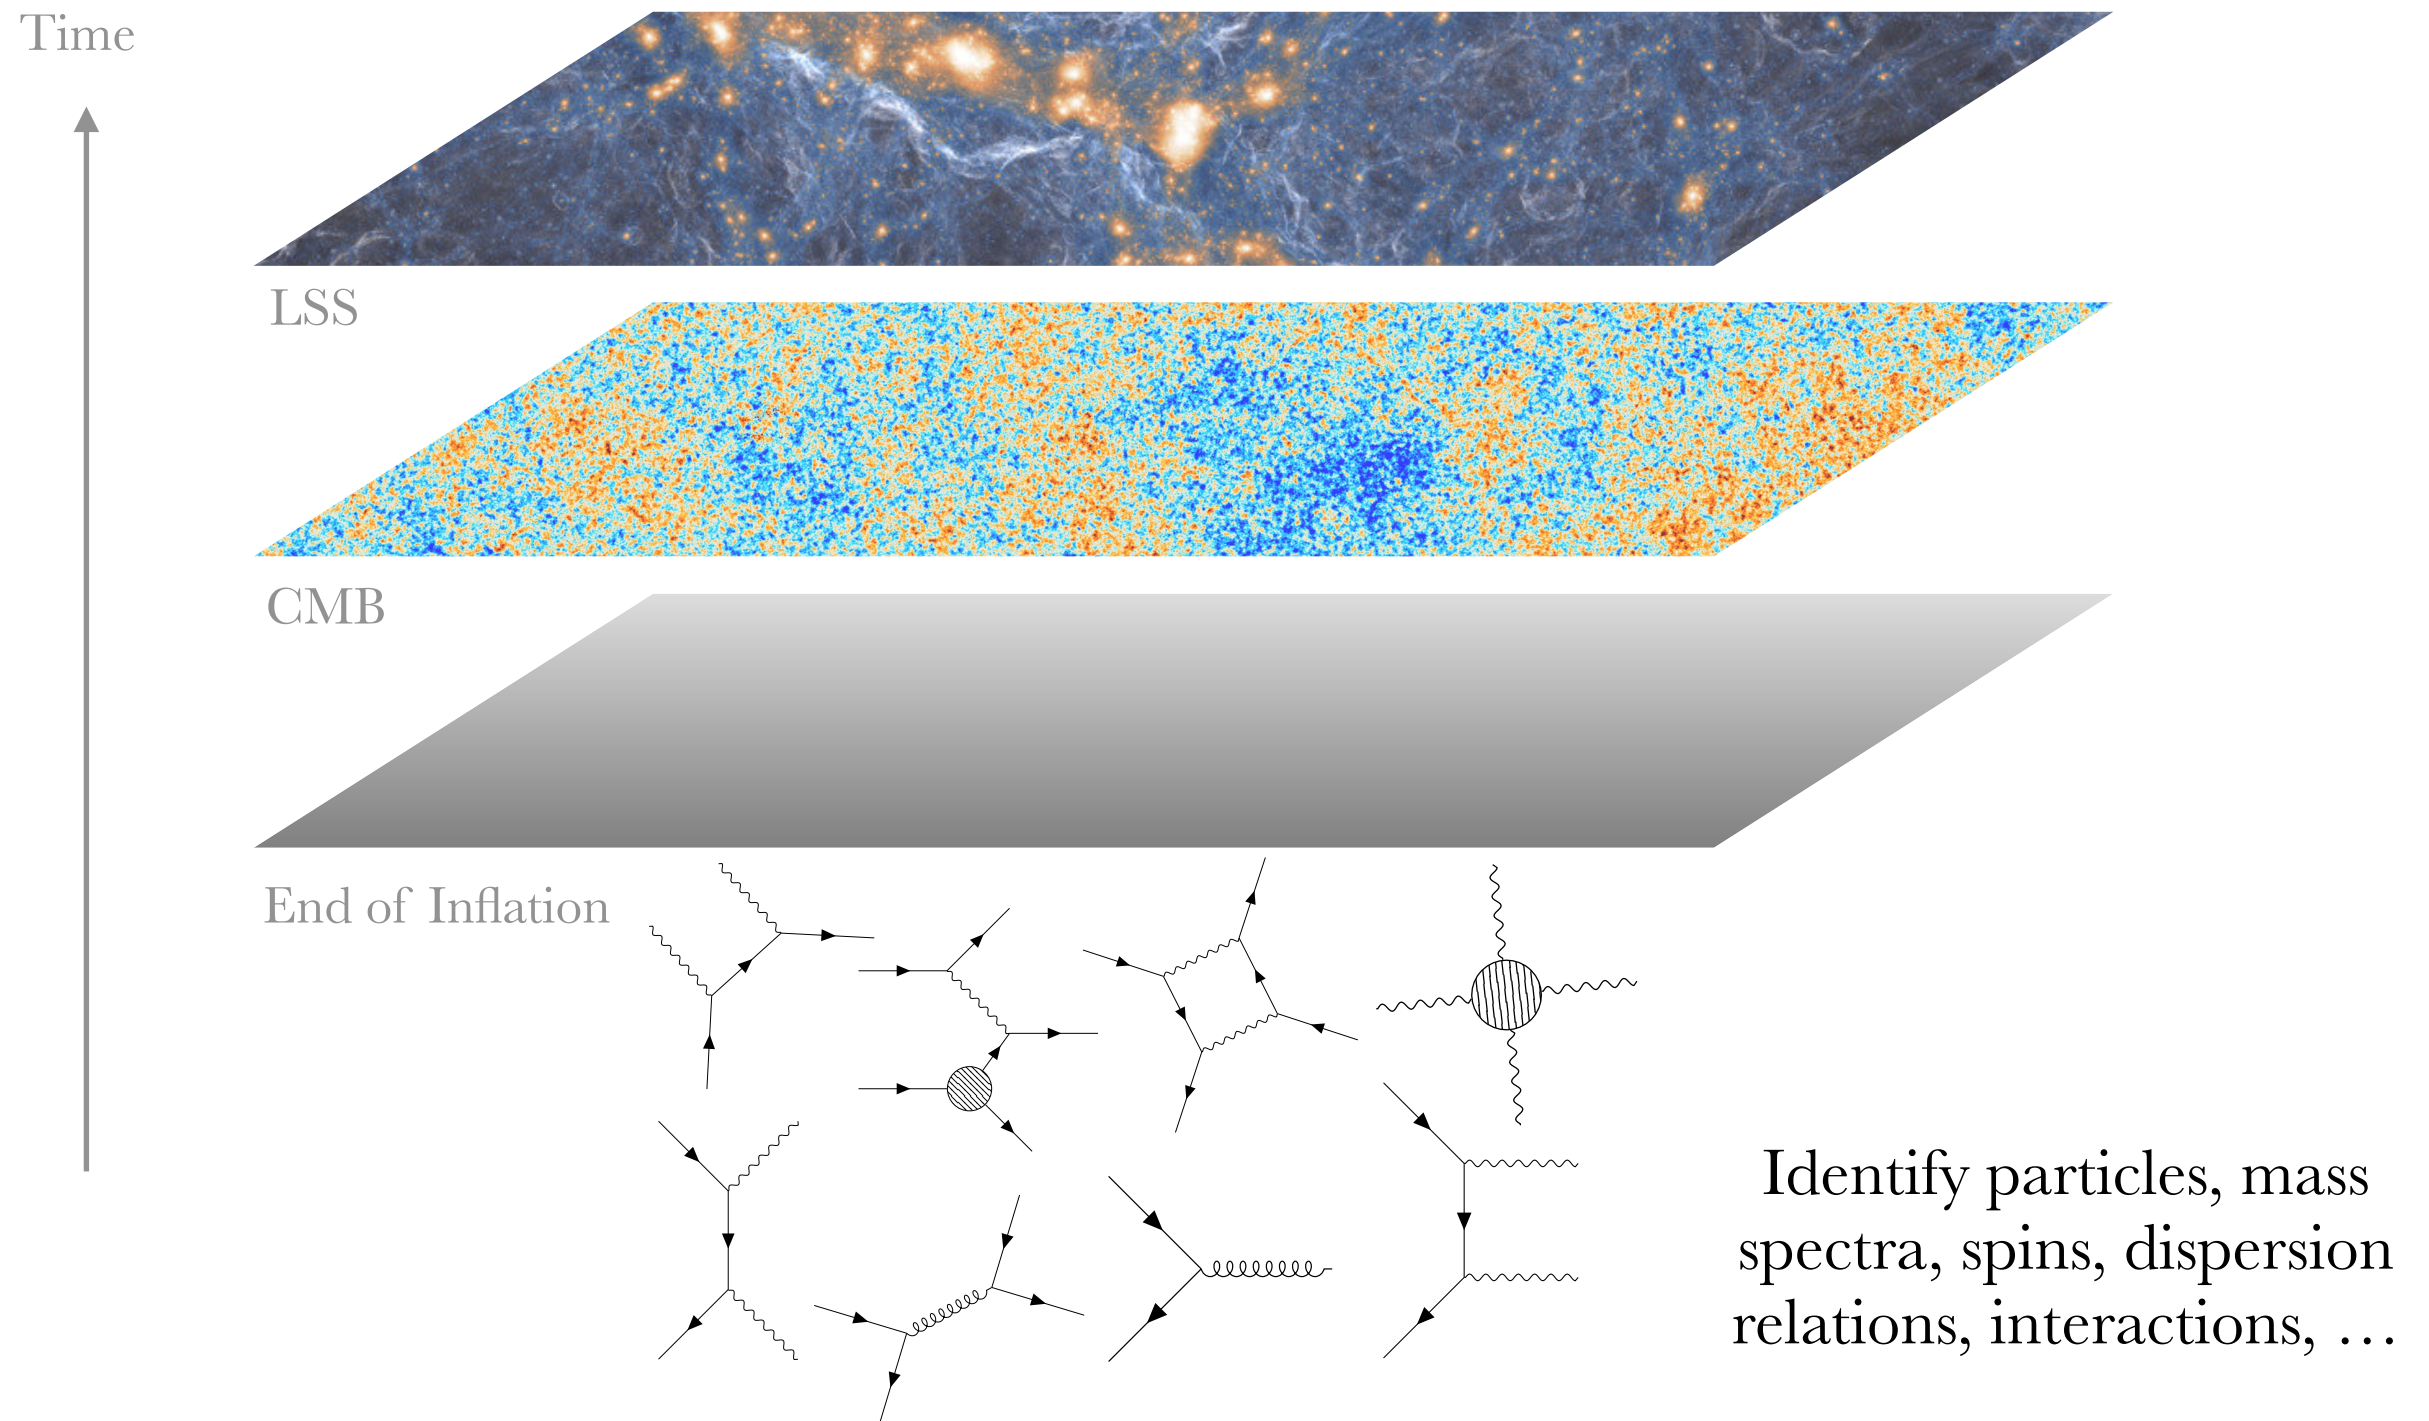 Time
LSS
CMB
End of Inflation
Identify particles, mass
spectra, spins, dispersion
relations, interactions, …